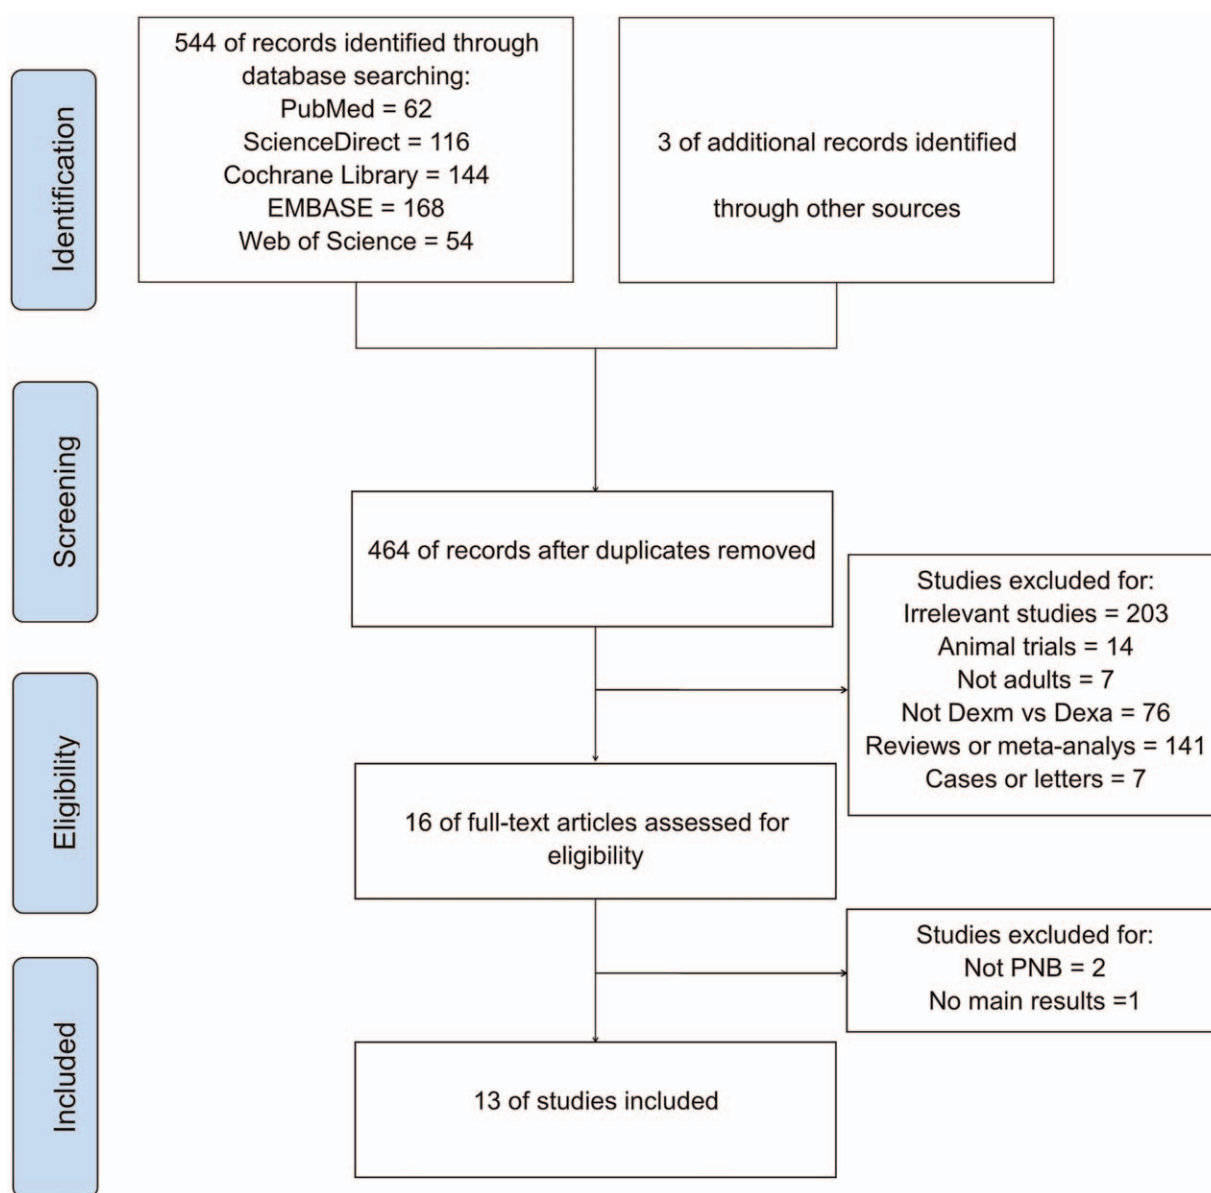 544 of records identified through
database searching:
PubMed = 62
ScienceDirect = 116
Cochrane Library = 144
EMBASE = 168
Web of Science = 54
3 of additional records identified
through other sources
Identification
Screening
464 of records after duplicates removed
Studies excluded for:
Irrelevant studies = 203
Animal trials = 14
Not adults = 7
Not Dexm vs Dexa = 76
Reviews or meta-analys = 141
Cases or letters = 7
Eligibility
16 of full-text articles assessed for
eligibility
Studies excluded for:
Not PNB = 2
No main results =1
Included
13 of studies included